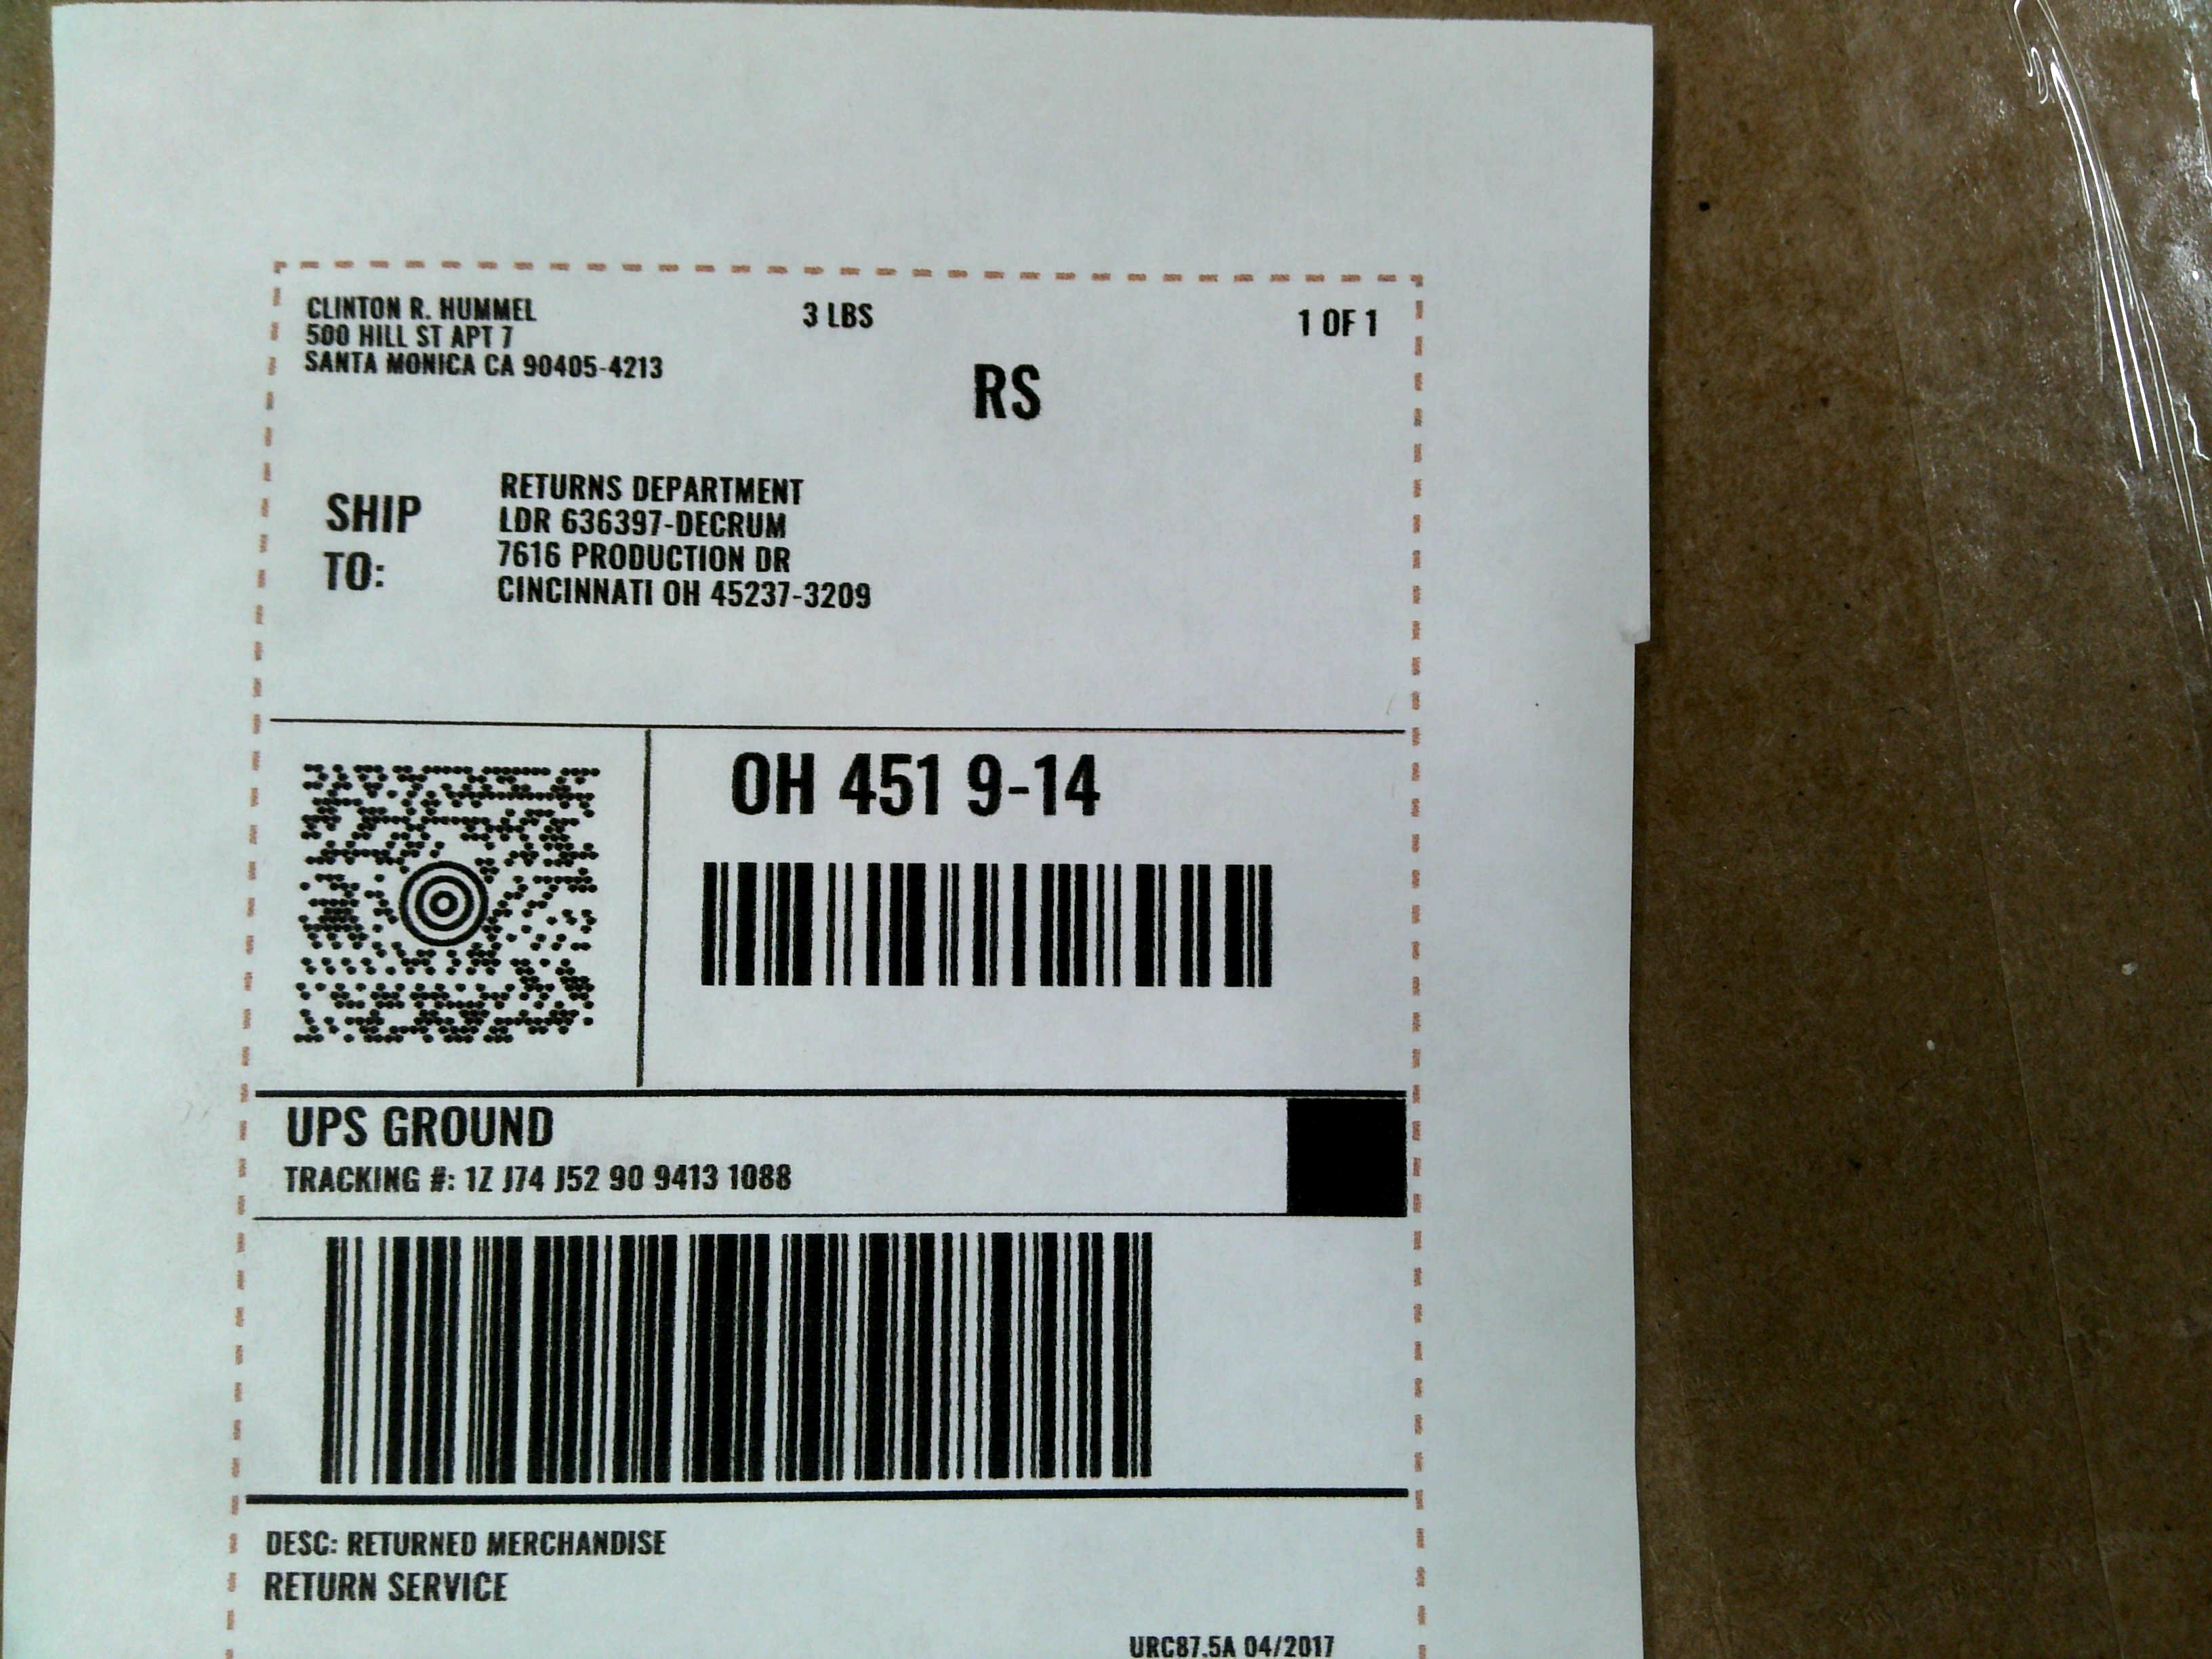 CLINTON R. HUMMEL
500 HILL ST APT 7
SANTA MONICA CA 90405-4213
3 LBS
1 OF 1
RS
SHIP TO:
RETURNS DEPARTMENT
LDR 636397-DECRUM
7616 PRODUCTION DR
CINCINNATI OH 45237-3209
OH 451 9-14
UPS GROUND
TRACKING #: 1Z J74 J52 90 9413 1088
DESC: RETURNED MERCHANDISE
RETURN SERVICE
URC87.5A 04/2017